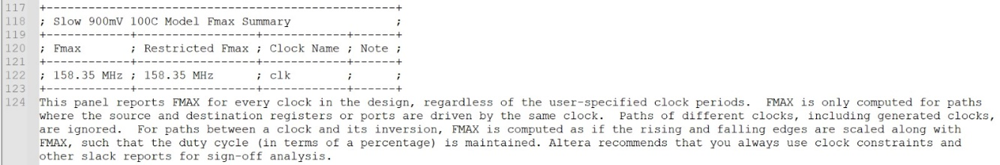 117 +--------------------------------------------------+
118 ; Slow 900mV 100C Model Fmax Summary               ;
119 +------------+-----------------+------------+------+
120 ; Fmax       ; Restricted Fmax ; Clock Name ; Note ;
121 +------------+-----------------+------------+------+
122 ; 158.35 MHz ; 158.35 MHz      ; clk        ;      ;
123 +------------+-----------------+------------+------+
124 This panel reports FMAX for every clock in the design, regardless of the user-specified clock periods.  FMAX is only computed for paths
where the source and destination registers or ports are driven by the same clock.  Paths of different clocks, including generated clocks,
are ignored.  For paths between a clock and its inversion, FMAX is computed as if the rising and falling edges are scaled along with
FMAX, such that the duty cycle (in terms of a percentage) is maintained. Altera recommends that you always use clock constraints and
other slack reports for sign-off analysis.